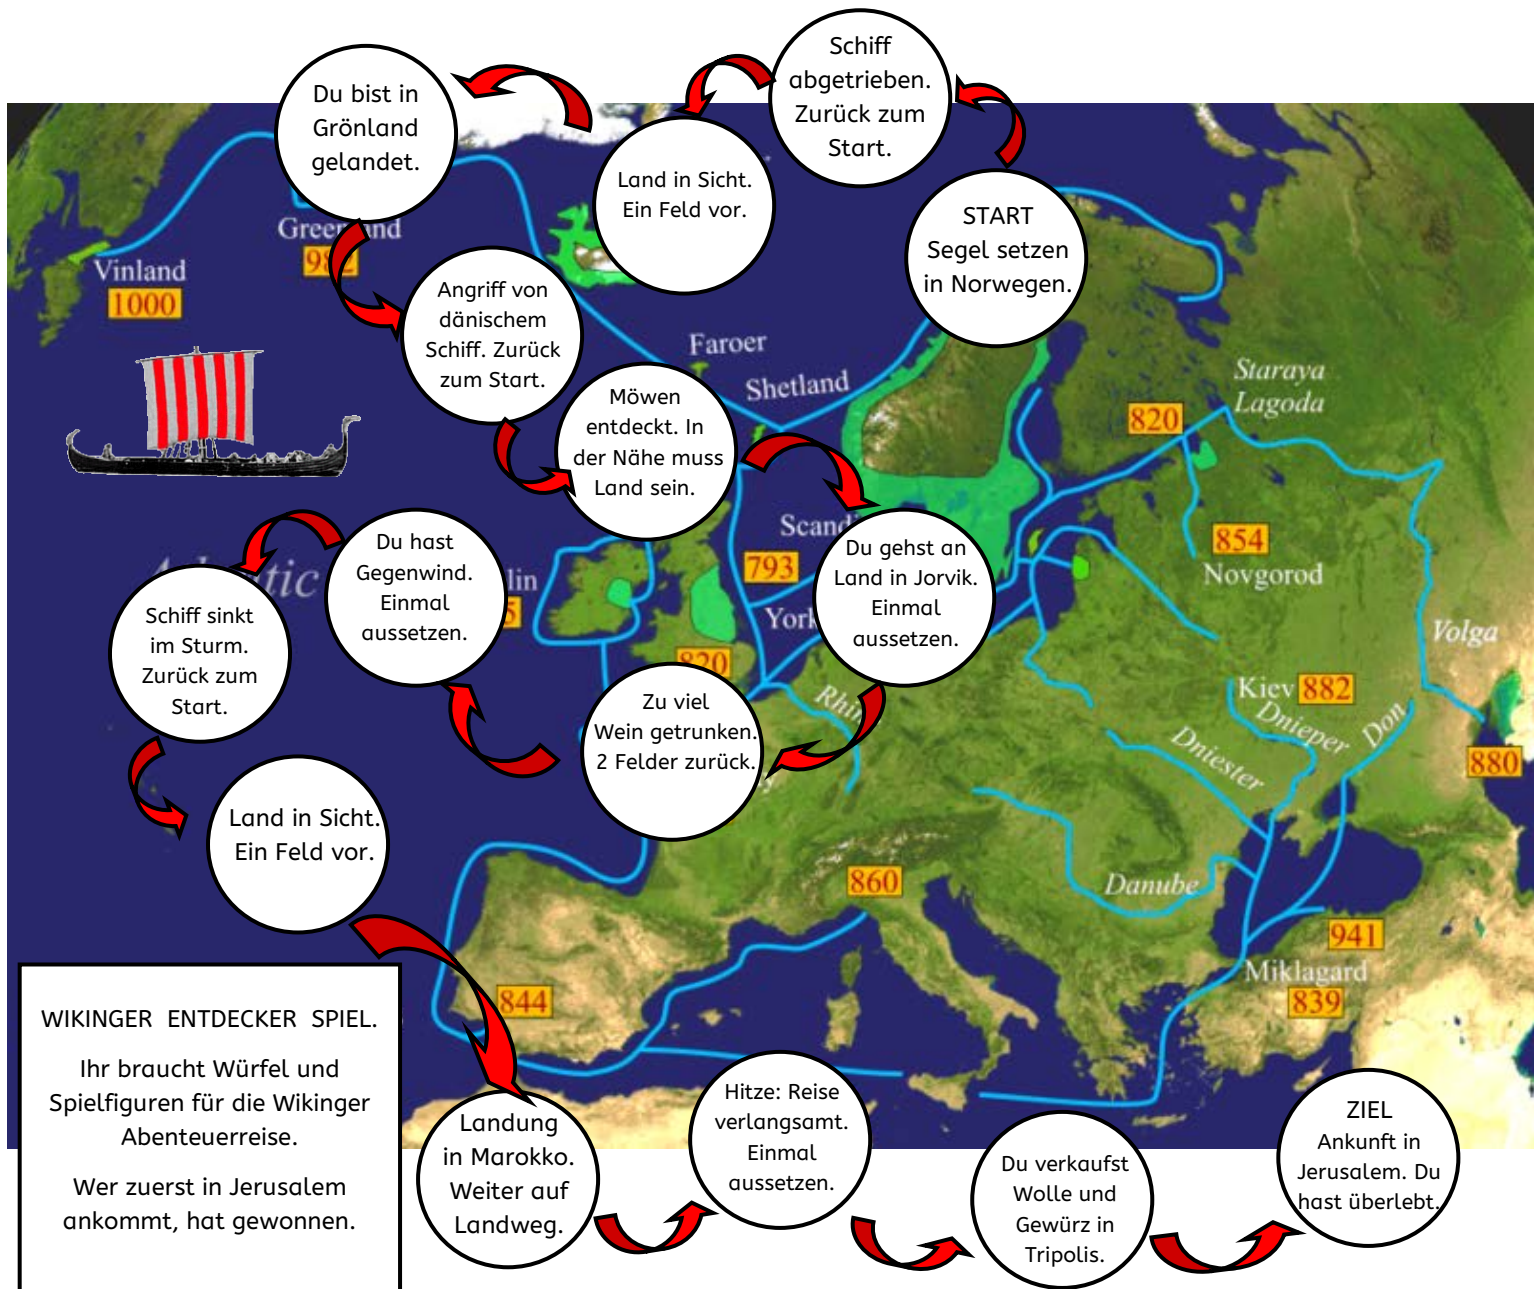 START
Segel setzen
in Norwegen.
Schiff
abgetrieben.
Zurück zum
Start.
Land in Sicht.
Ein Feld vor.
Du bist in
Grönland
gelandet.
Angriff von
dänischem
Schiff. Zurück
zum Start.
Möwen
entdeckt. In
der Nähe muss
Land sein.
Du gehst an
Land in Jorvik.
Einmal
aussetzen.
Zu viel
Wein getrunken.
2 Felder zurück.
Du hast
Gegenwind.
Einmal
aussetzen.
Schiff sinkt
im Sturm.
Zurück zum
Start.
Land in Sicht.
Ein Feld vor.
Landung
in Marokko.
Weiter auf
Landweg.
Hitze: Reise
verlangsamt.
Einmal
aussetzen.
Du verkaufst
Wolle und
Gewürz in
Tripolis.
ZIEL
Ankunft in
Jerusalem. Du
hast überlebt.
WIKINGER ENTDECKER SPIEL.
Ihr braucht Würfel und
Spielfiguren für die Wikinger
Abenteuerreise.
Wer zuerst in Jerusalem
ankommt, hat gewonnen.
Greenland
982
Vinland
1000
Faroer
Shetland
Staraya
Lagoda
820
854
Novgorod
793
York
820
Volga
Kiev 882
Dnieper
Don
Dniester
880
Danube
860
941
Miklagard
839
844